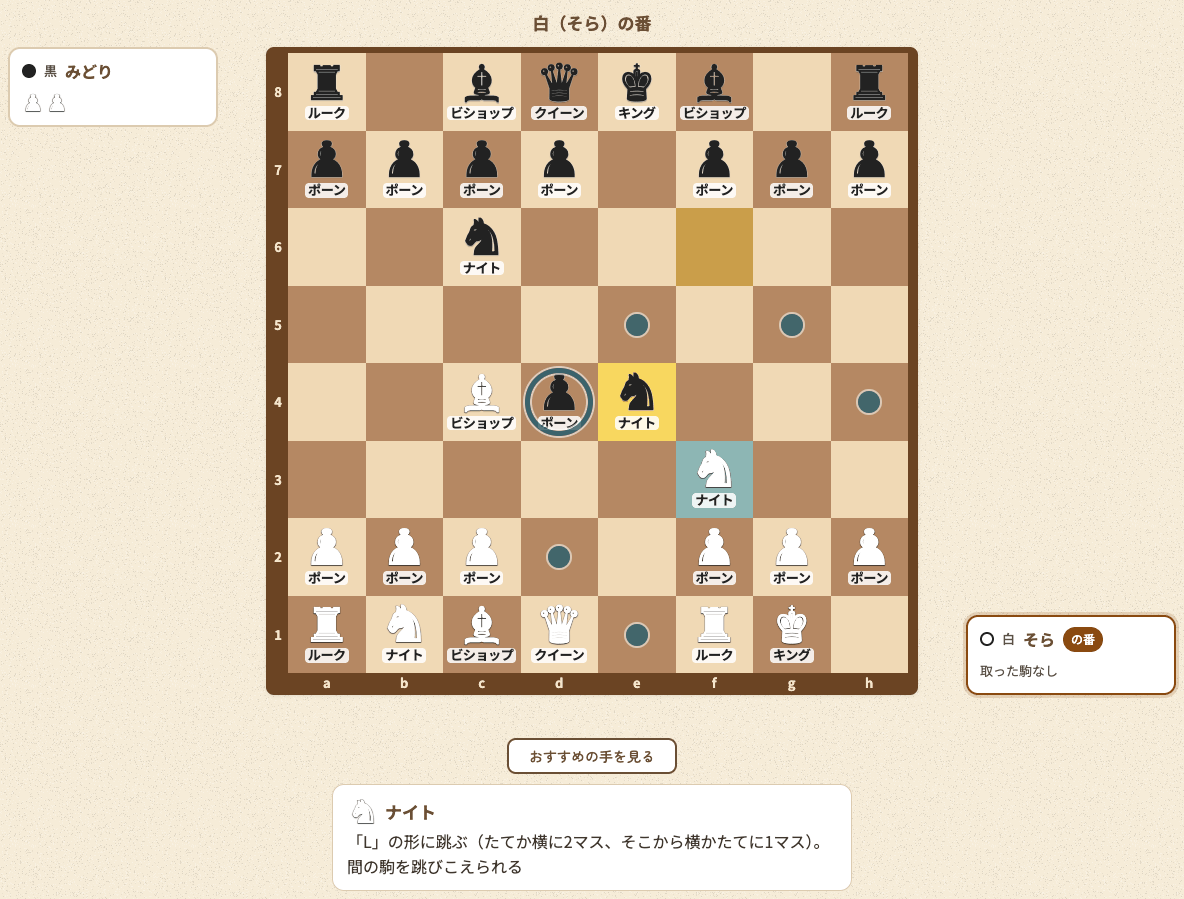 白（そら）の番
黒 みどり
8
ルーク ビショップ クイーン キング ビショップ ルーク
7
ポーン ポーン ポーン ポーン ポーン ポーン ポーン
6
ナイト
5
4
ビショップ ポーン ナイト
3
ナイト
2
ポーン ポーン ポーン ポーン ポーン ポーン
1
ルーク ナイト ビショップ クイーン ルーク キング
a b c d e f g h
白 そら の番
取った駒なし
おすすめの手を見る
ナイト
「L」の形に跳ぶ（たてか横に2マス、そこから横かたてに1マス）。
間の駒を跳びこえられる